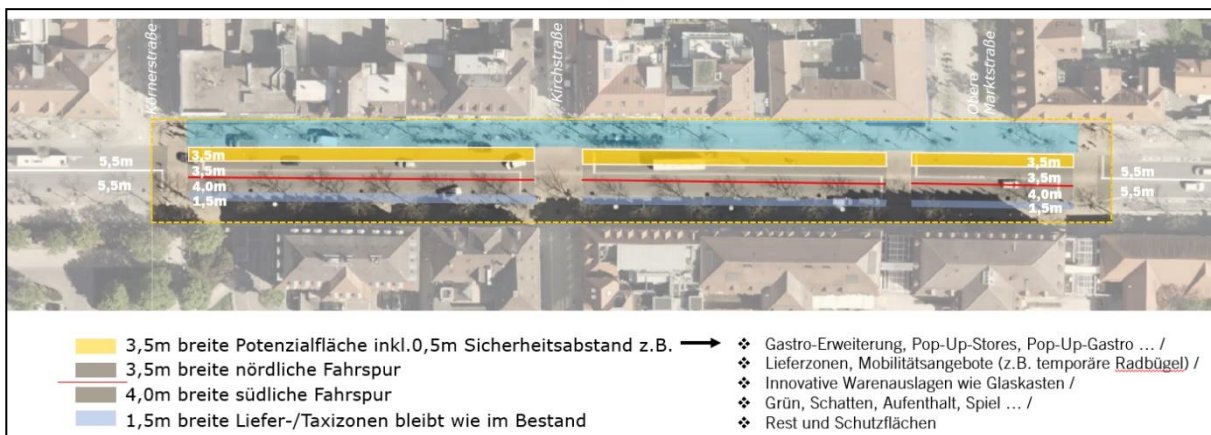 Körnerstraße
Kirchstraße
Obere
Marktstraße
5,5m
5,5m
3,5m
3,5m
4,0m
1,5m
3,5m
3,5m
4,0m
1,5m
5,5m
5,5m
3,5m breite Potenzialfläche inkl.0,5m Sicherheitsabstand z.B.
3,5m breite nördliche Fahrspur
4,0m breite südliche Fahrspur
1,5m breite Liefer-/Taxizonen bleibt wie im Bestand
❖ Gastro-Erweiterung, Pop-Up-Stores, Pop-Up-Gastro ... /
❖ Lieferzonen, Mobilitätsangebote (z.B. temporäre Radbügel) /
❖ Innovative Warenauslagen wie Glaskasten /
❖ Grün, Schatten, Aufenthalt, Spiel ... /
❖ Rest und Schutzflächen